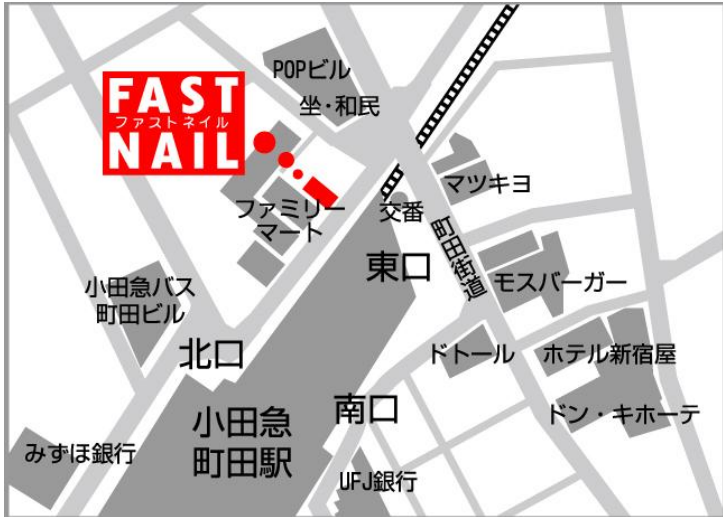 POPビル
坐・和民
FAST
ファストネイル
NAIL
マツキヨ
ファミリー
マート
交番
町田街道
東口
小田急バス
町田ビル
モスバーガー
北口
ドトール
ホテル新宿屋
南口
ドン・キホーテ
小田急
町田駅
みずほ銀行
UFJ銀行